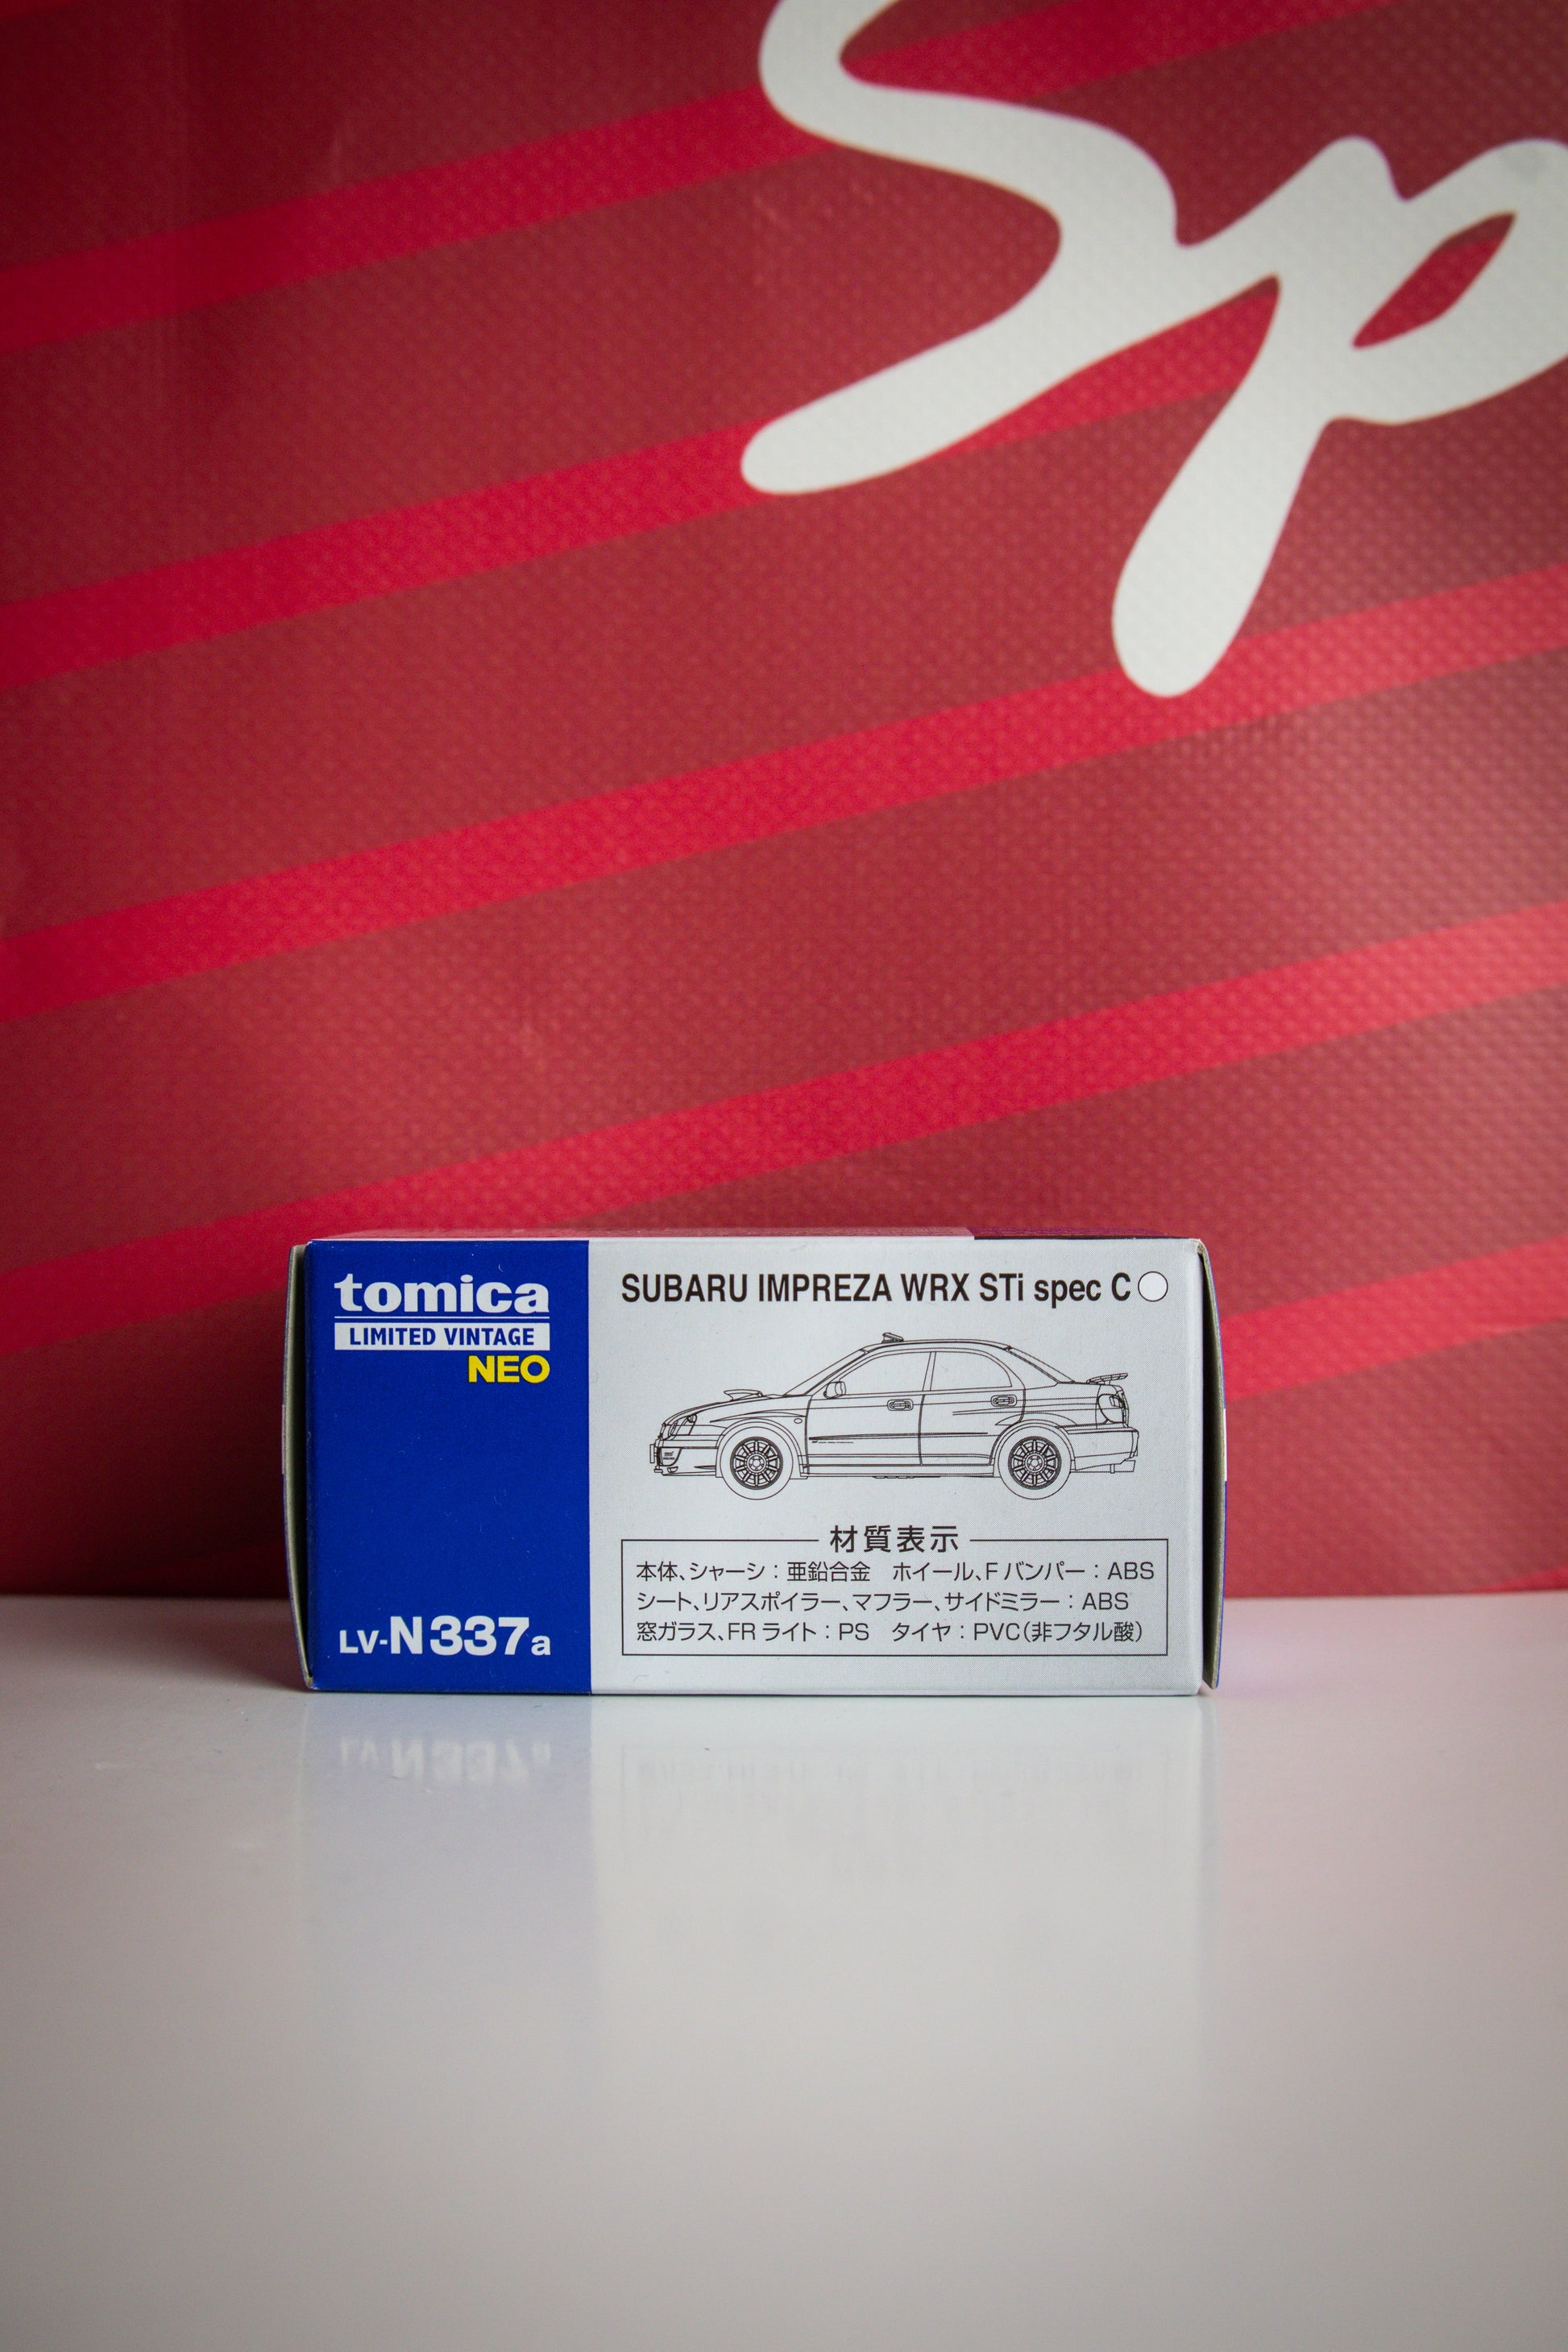 Sp
tomica
LIMITED VINTAGE
NEO
LV-N337a
SUBARU IMPREZA WRX STi spec C
材質表示
本体、シャーシ：亜鉛合金　ホイール、Fバンパー：ABS
シート、リアスポイラー、マフラー、サイドミラー：ABS
窓ガラス、FRライト：PS　タイヤ：PVC(非フタル酸)